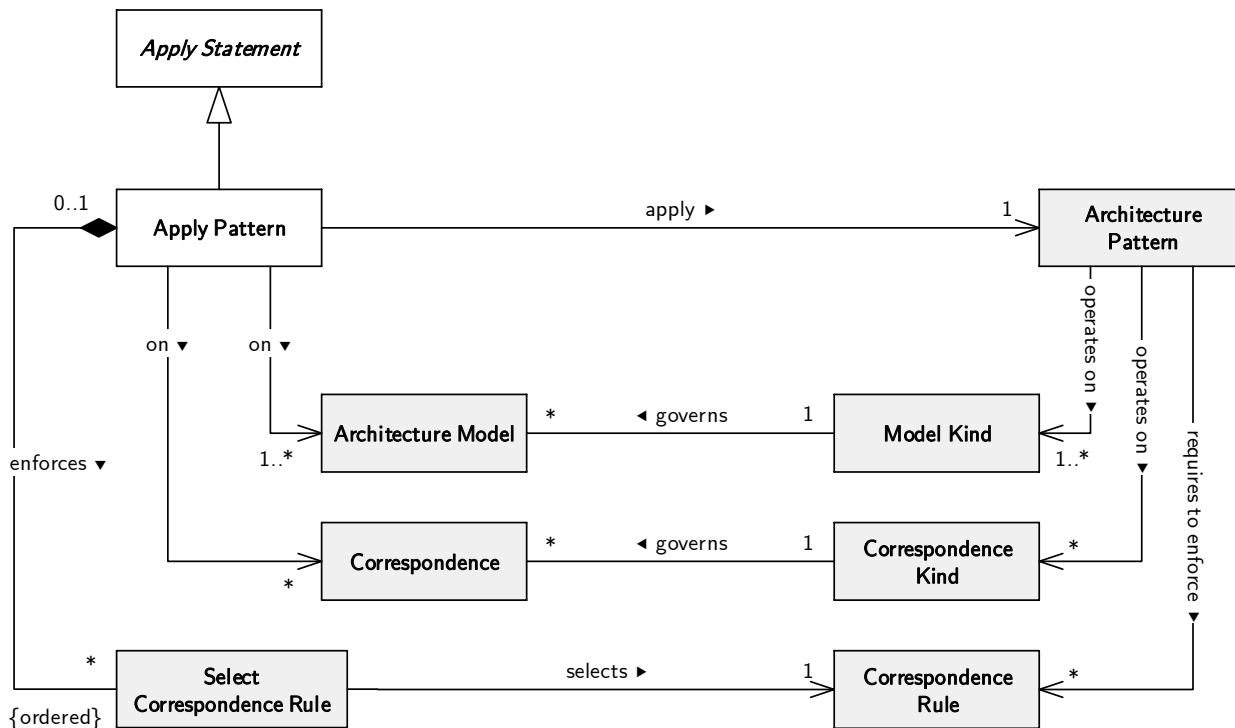 Apply Statement
0..1
Apply Pattern
apply ►
1
Architecture
Pattern
on ▼
on ▼
operates on ▼
operates on ▼
requires to enforce ▼
enforces ▼
Architecture Model
1..*
*
◄ governs
1
Model Kind
1..*
Correspondence
*
*
◄ governs
1
Correspondence
Kind
*
*
{ordered}
Select
Correspondence Rule
selects ►
1
Correspondence
Rule
*